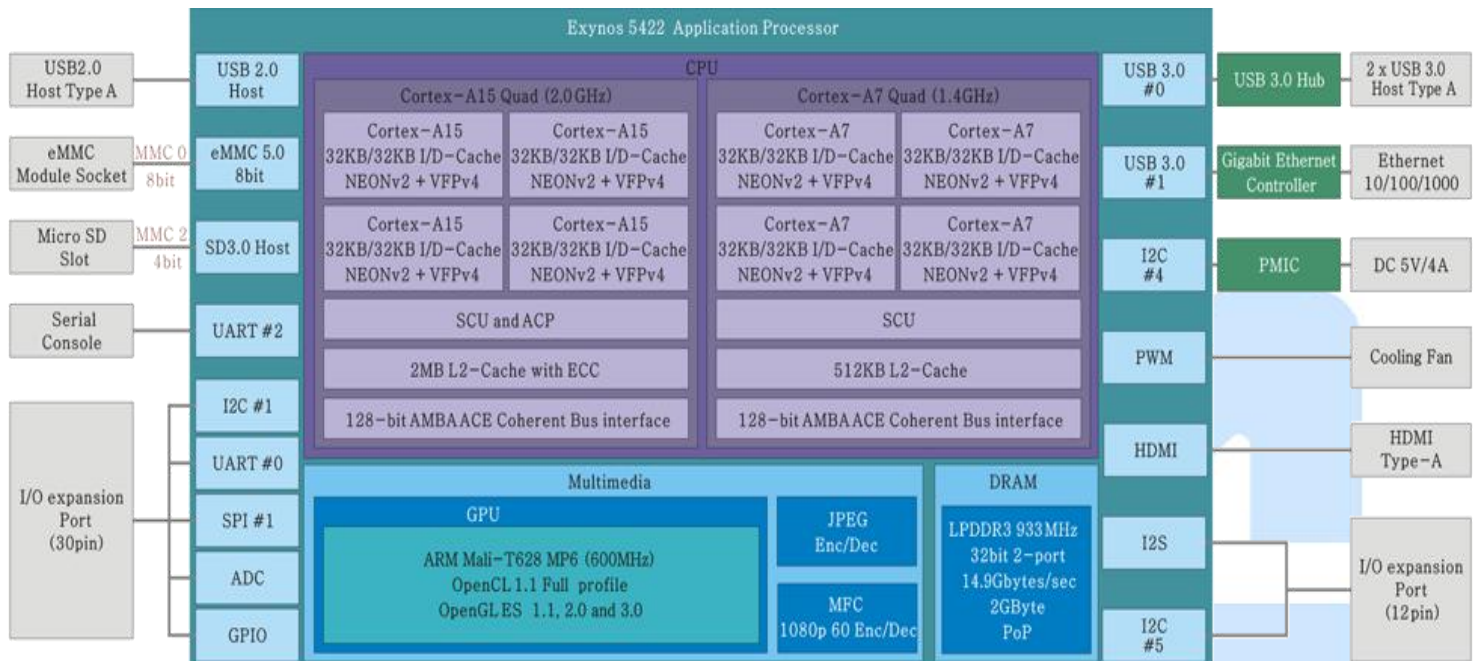 Exynos 5422 Application Processor
USB2.0
Host Type A
USB 2.0
Host
eMMC
Module Socket
MMC 0
8bit
eMMC 5.0
8bit
Micro SD
Slot
MMC 2
4bit
SD3.0 Host
Serial
Console
UART #2
I/O expansion
Port
(30pin)
I2C #1
UART #0
SPI #1
ADC
GPIO
CPU
Cortex-A15 Quad (2.0GHz)
Cortex-A15
32KB/32KB I/D-Cache
NEONv2 + VFPv4
Cortex-A15
32KB/32KB I/D-Cache
NEONv2 + VFPv4
Cortex-A15
32KB/32KB I/D-Cache
NEONv2 + VFPv4
Cortex-A15
32KB/32KB I/D-Cache
NEONv2 + VFPv4
SCU and ACP
2MB L2-Cache with ECC
128-bit AMBA ACE Coherent Bus interface
Cortex-A7 Quad (1.4GHz)
Cortex-A7
32KB/32KB I/D-Cache
NEONv2 + VFPv4
Cortex-A7
32KB/32KB I/D-Cache
NEONv2 + VFPv4
Cortex-A7
32KB/32KB I/D-Cache
NEONv2 + VFPv4
Cortex-A7
32KB/32KB I/D-Cache
NEONv2 + VFPv4
SCU
512KB L2-Cache
128-bit AMBA ACE Coherent Bus interface
Multimedia
GPU
ARM Mali-T628 MP6 (600MHz)
OpenCL 1.1 Full profile
OpenGL ES 1.1, 2.0 and 3.0
JPEG
Enc/Dec
MFC
1080p 60 Enc/Dec
DRAM
LPDDR3 933MHz
32bit 2-port
14.9Gbytes/sec
2GByte
PoP
USB 3.0
#0
USB 3.0 Hub
2 x USB 3.0
Host Type A
USB 3.0
#1
Gigabit Ethernet
Controller
Ethernet
10/100/1000
I2C
#4
PMIC
DC 5V/4A
PWM
Cooling Fan
HDMI
HDMI
Type-A
I2S
I2C
#5
I/O expansion
Port
(12pin)